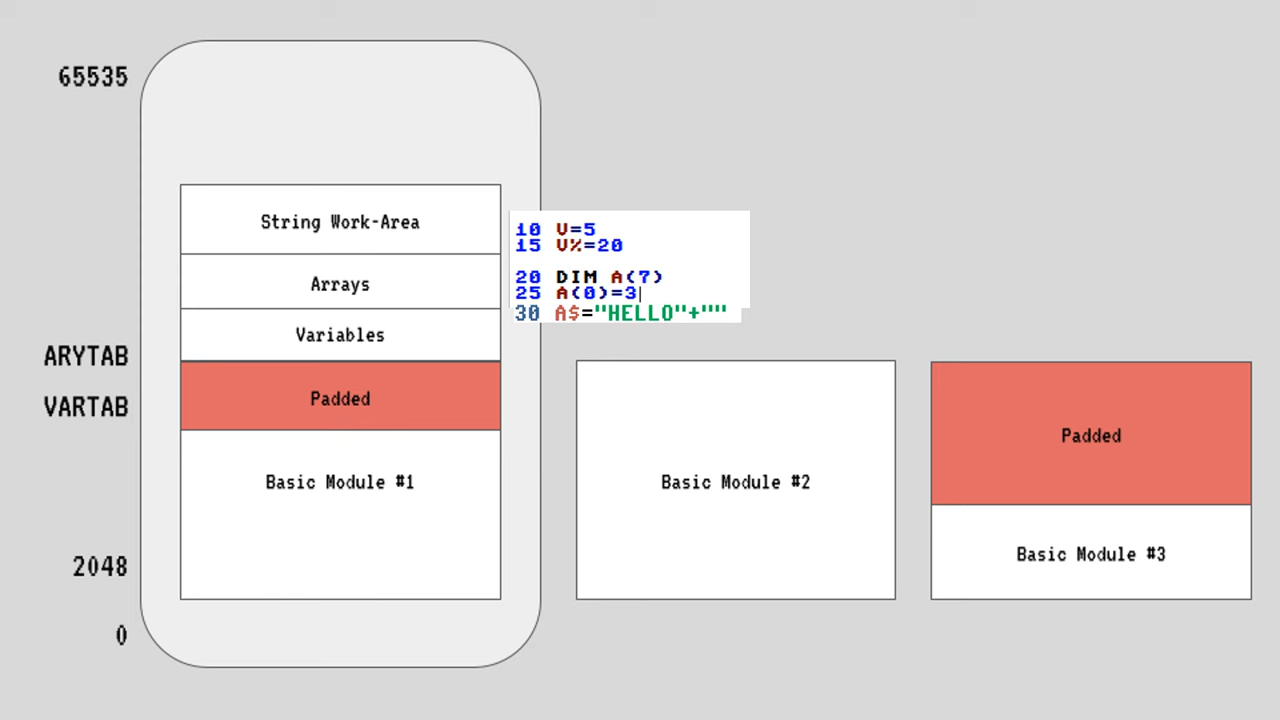 65535
String Work-Area
10 V=5
15 V%=20
20 DIM A(7)
25 A(0)=3
30 A$="HELLO"+""
Arrays
Variables
ARYTAB
VARTAB
Padded
Basic Module #1
2048
0
Basic Module #2
Padded
Basic Module #3